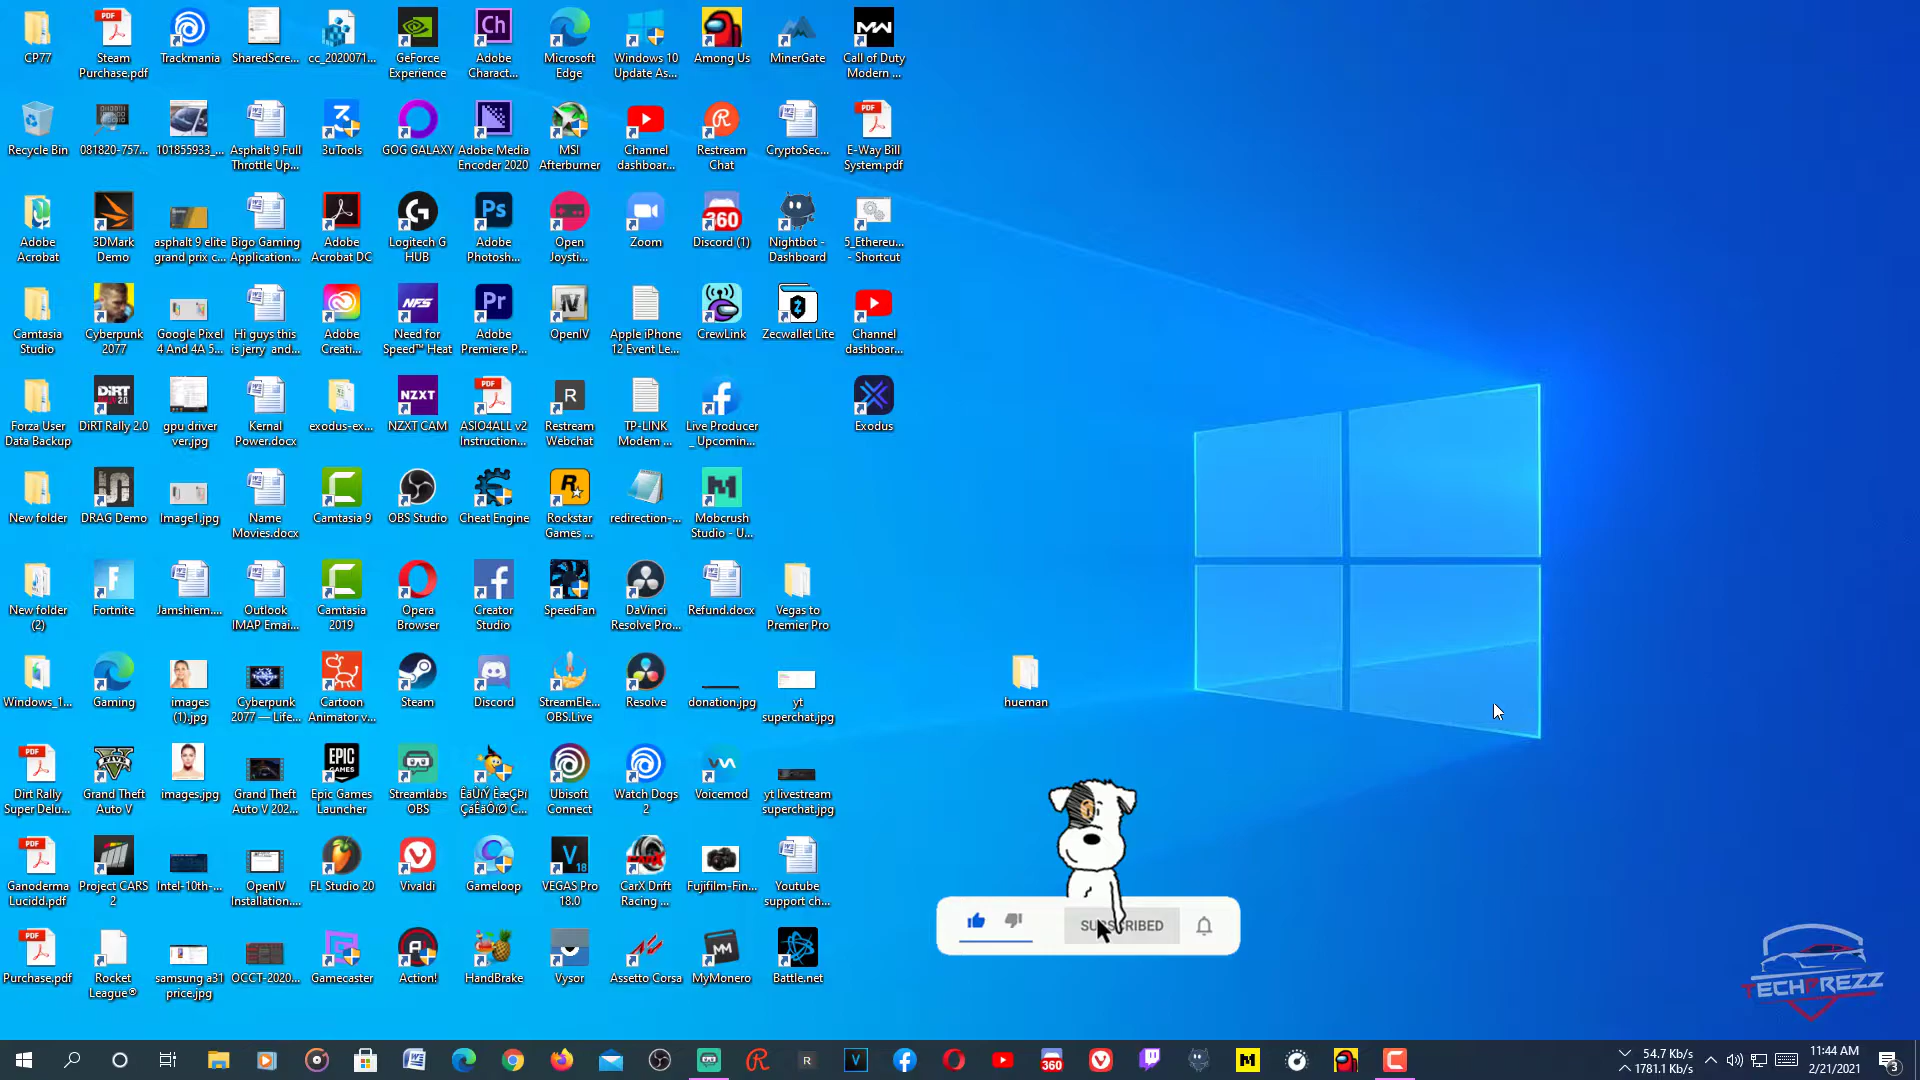 CP77
Steam
Purchase.pdf
Trackmania
SharedScre...
cc_2020071...
GeForce
Experience
Adobe
Charact...
Microsoft
Edge
Windows 10
Update As...
Among Us
MinerGate
Call of Duty
Modern ...
Recycle Bin
081820-757...
101855933_...
Asphalt 9 Full
Throttle Up...
3uTools
GOG GALAXY
Adobe Media
Encoder 2020
MSI
Afterburner
Channel
dashboar...
Restream
Chat
CryptoSec...
E-Way Bill
System.pdf
Adobe
Acrobat
3DMark
Demo
asphalt 9 elite
grand prix c...
Bigo Gaming
Application...
Adobe
Acrobat DC
Logitech G
HUB
Adobe
Photosh...
Open
Joysti...
Zoom
Discord (1)
Nightbot -
Dashboard
5_Ethereu...
- Shortcut
Camtasia
Studio
Cyberpunk
2077
Google Pixel
4 And 4A 5...
Hi guys this
is jerry and...
Adobe
Creati...
Need for
Speed™ Heat
Adobe
Premiere P...
OpenIV
Apple iPhone
12 Event Le...
CrewLink
Zecwallet Lite
Channel
dashboar...
Forza User
Data Backup
DiRT Rally 2.0
gpu driver
ver.jpg
Kernal
Power.docx
exodus-ex...
NZXT CAM
ASIO4ALL v2
Instruction...
Restream
Webchat
TP-LINK
Modem ...
Live Producer
_ Upcomin...
Exodus
New folder
DRAG Demo
Image1.jpg
Name
Movies.docx
Camtasia 9
OBS Studio
Cheat Engine
Rockstar
Games ...
redirection-...
Mobcrush
Studio - U...
New folder
(2)
Fortnite
Jamshiem....
Outlook
IMAP Emai...
Camtasia
2019
Opera
Browser
Creator
Studio
SpeedFan
DaVinci
Resolve Pro...
Refund.docx
Vegas to
Premier Pro
Windows_1...
Gaming
images
(1).jpg
Cyberpunk
2077 — Life...
Cartoon
Animator v...
Steam
Discord
StreamEle...
OBS.Live
Resolve
donation.jpg
yt
superchat.jpg
hueman
Dirt Rally
Super Delu...
Grand Theft
Auto V
images.jpg
Grand Theft
Auto V 202...
Epic Games
Launcher
Streamlabs
OBS
Ubisoft
Connect
Watch Dogs
2
Voicemod
yt livestream
superchat.jpg
Ganoderma
Lucidd.pdf
Project CARS
2
Intel-10th-...
OpenIV
Installation...
FL Studio 20
Vivaldi
Gameloop
VEGAS Pro
18.0
CarX Drift
Racing ...
Fujifilm-Fin...
Youtube
support ch...
SUBSCRIBED
Purchase.pdf
Rocket
League®
samsung a31
price.jpg
OCCT-2020...
Gamecaster
Action!
HandBrake
Vysor
Assetto Corsa
MyMonero
Battle.net
TECHPREZZ
54.7 Kb/s
1781.1 Kb/s
11:44 AM
2/21/2021
3